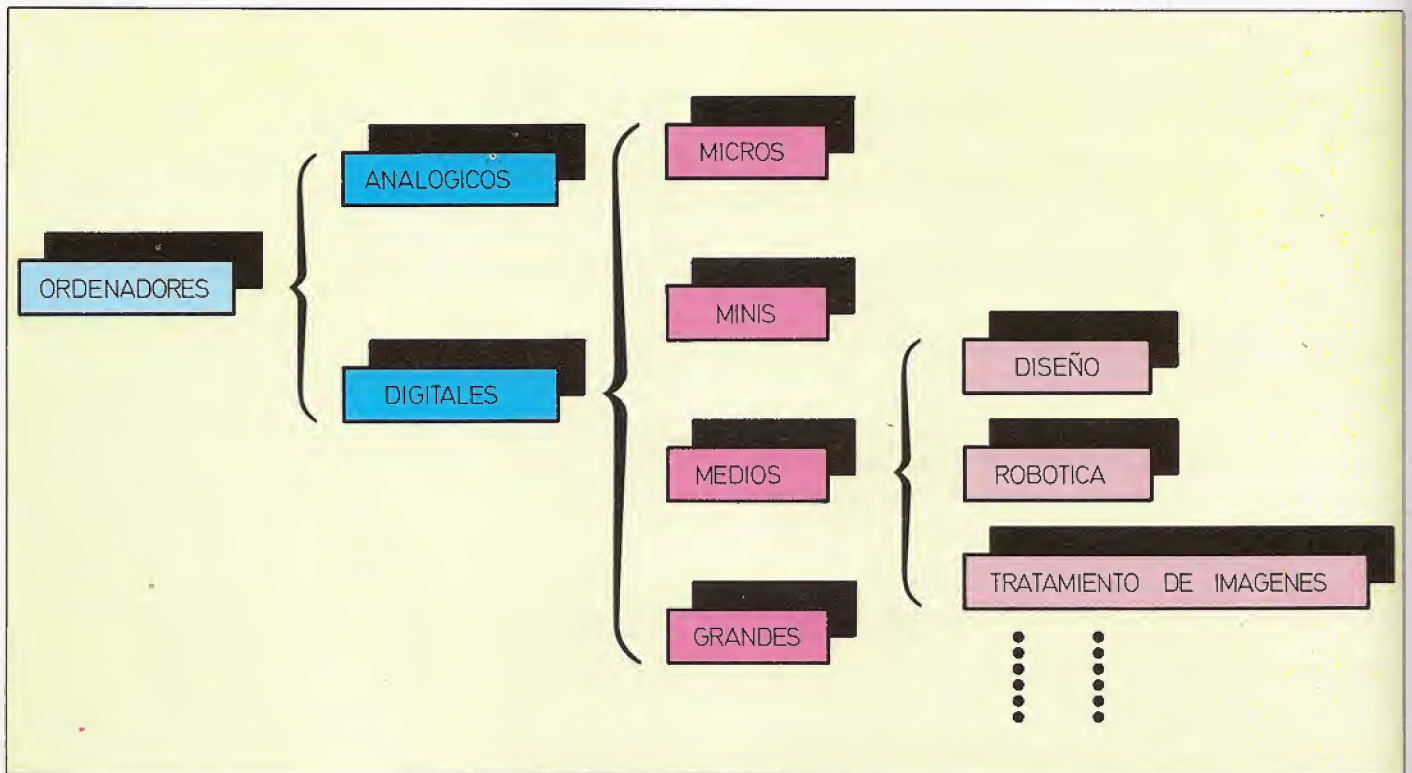 ORDENADORES
ANALOGICOS
DIGITALES
MICROS
MINIS
MEDIOS
GRANDES
DISEÑO
ROBOTICA
TRATAMIENTO DE IMAGENES